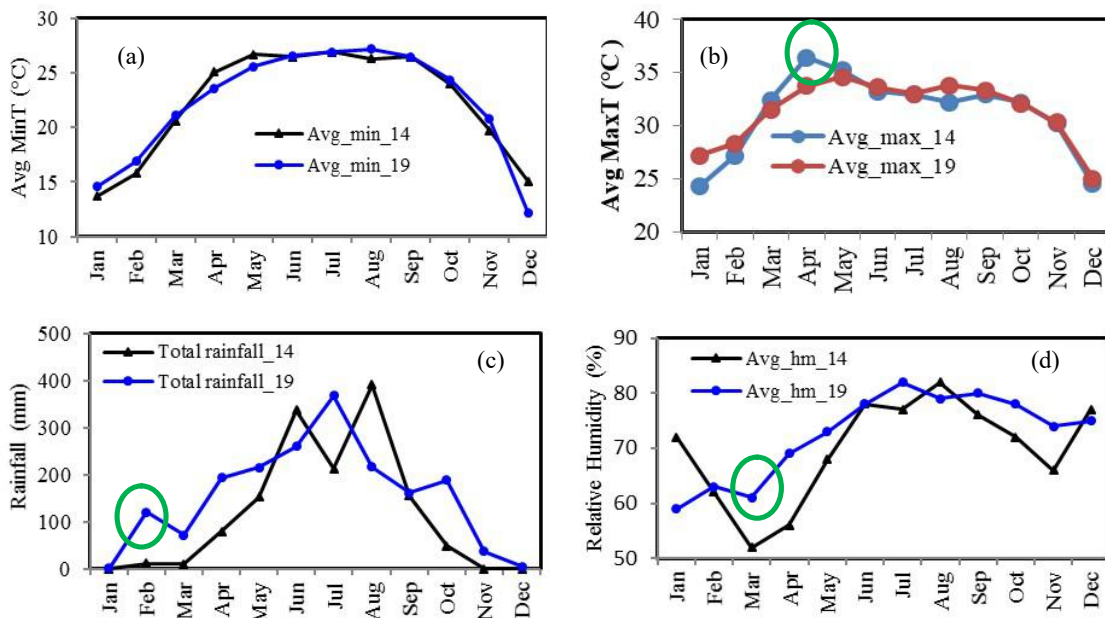 (a)
Avg MinT (°C)
30
25
20
15
10
Avg_min_14
Avg_min_19
Jan
Feb
Mar
Apr
May
Jun
Jul
Aug
Sep
Oct
Nov
Dec
(b)
Avg MaxT (°C )
40
35
30
25
20
Avg_max_14
Avg_max_19
Jan
Feb
Mar
Apr
May
Jun
Jul
Aug
Sep
Oct
Nov
Dec
(c)
Rainfall (mm)
500
400
300
200
100
0
Total rainfall_14
Total rainfall_19
Jan
Feb
Mar
Apr
May
Jun
Jul
Aug
Sep
Oct
Nov
Dec
(d)
Relative Humidity (%)
90
80
70
60
50
Avg_hm_14
Avg_hm_19
Jan
Feb
Mar
Apr
May
Jun
Jul
Aug
Sep
Oct
Nov
Dec